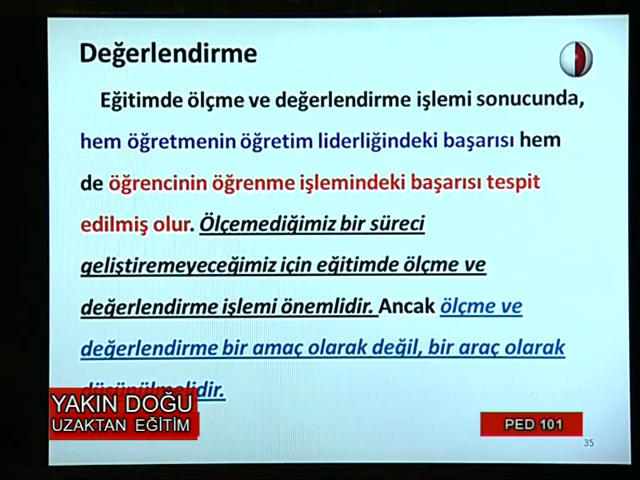 Değerlendirme
Eğitimde ölçme ve değerlendirme işlemi sonucunda,
hem öğretmenin öğretim liderliğindeki başarısı hem
de öğrencinin öğrenme işlemindeki başarısı tespit
edilmiş olur. Ölçemediğimiz bir süreci
geliştiremeyeceğimiz için eğitimde ölçme ve
değerlendirme işlemi önemlidir. Ancak ölçme ve
değerlendirme bir amaç olarak değil, bir araç olarak
YAKIN DOĞU
UZAKTAN EĞİTİM
PED 101
35